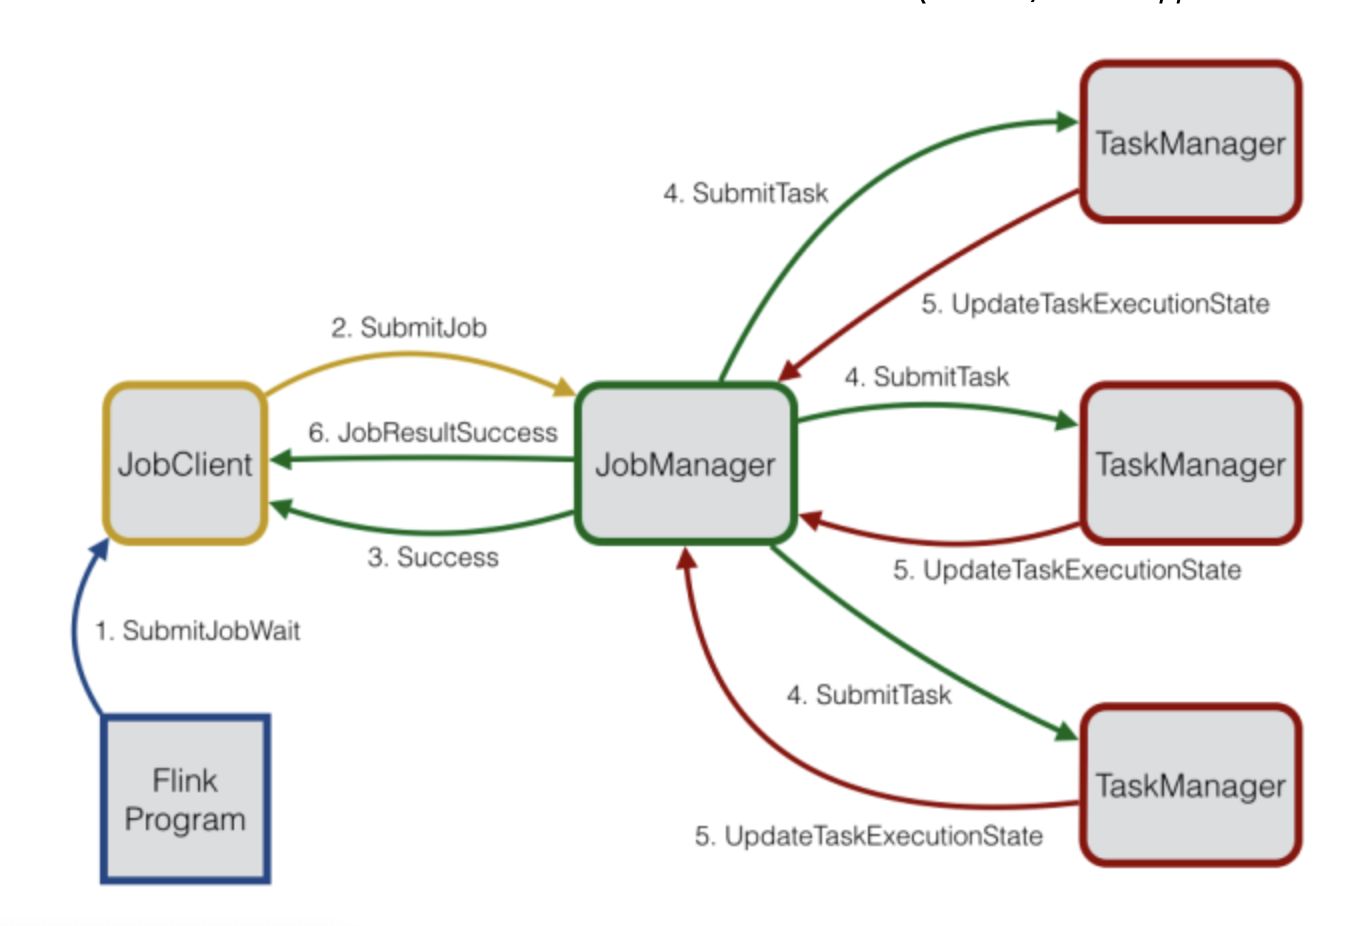 TaskManager
4. SubmitTask
5. UpdateTaskExecutionState
2. SubmitJob
4. SubmitTask
6. JobResultSuccess
JobClient
JobManager
TaskManager
3. Success
5. UpdateTaskExecutionState
1. SubmitJobWait
4. SubmitTask
Flink
Program
TaskManager
5. UpdateTaskExecutionState